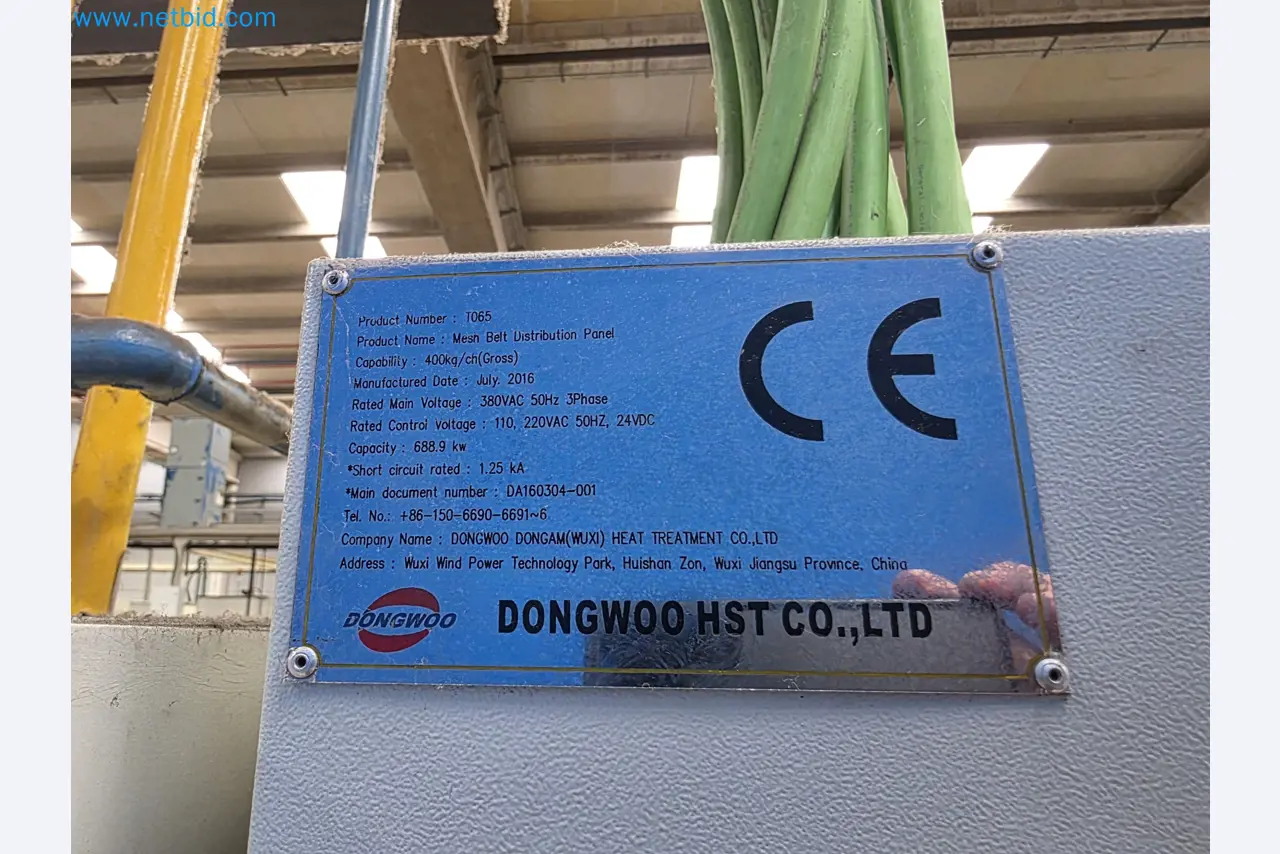 www.netbid.com
Product Number : T065
Product Name : Mesh Belt Distribution Panel
Capability : 400kg/ch(Gross)
Manufactured Date : July. 2016
Rated Main Voltage : 380VAC 50Hz 3Phase
Rated Control Voltage : 110, 220VAC 50HZ, 24VDC
Capacity : 688.9 kw
*Short circuit rated : 1.25 kA
*Main document number : DA160304-001
Tel. No.: +86-150-6690-6691~6
Company Name : DONGWOO DONGAM(WUXI) HEAT TREATMENT CO.,LTD
Address : Wuxi Wind Power Technology Park, Huishan Zon, Wuxi Jiangsu Province, China
CE
DONGWOO
DONGWOO HST CO.,LTD